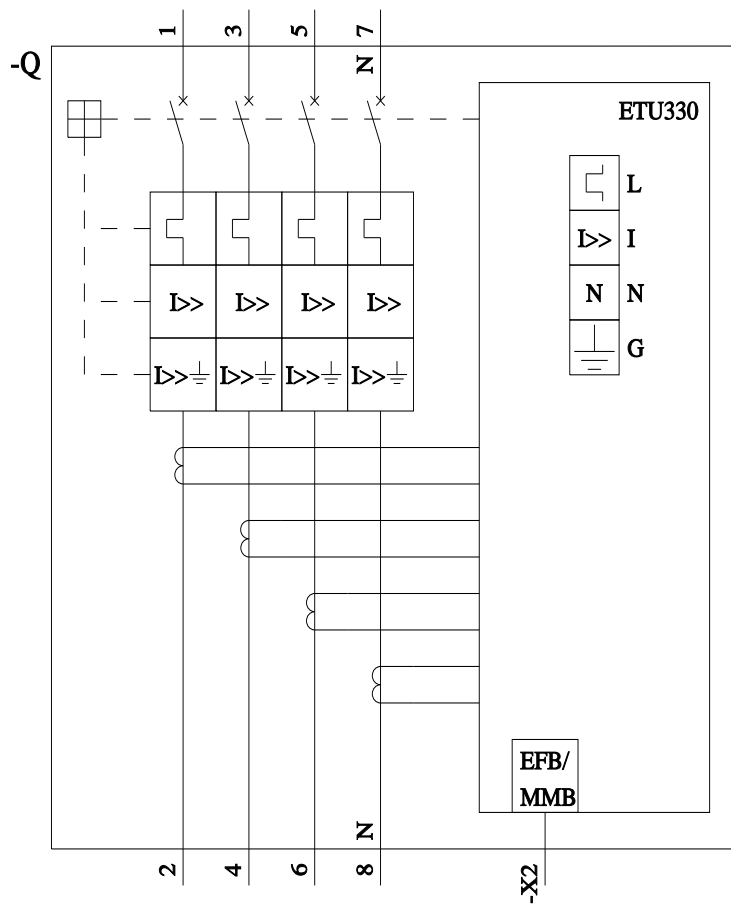 1 3 5 7
-Q N
ETU330
L
I>> I
N N
G
I>> I>> I>> I>>
I>> I>> I>> I>>
EFB/
MMB
N
2 4 6 8 -X2